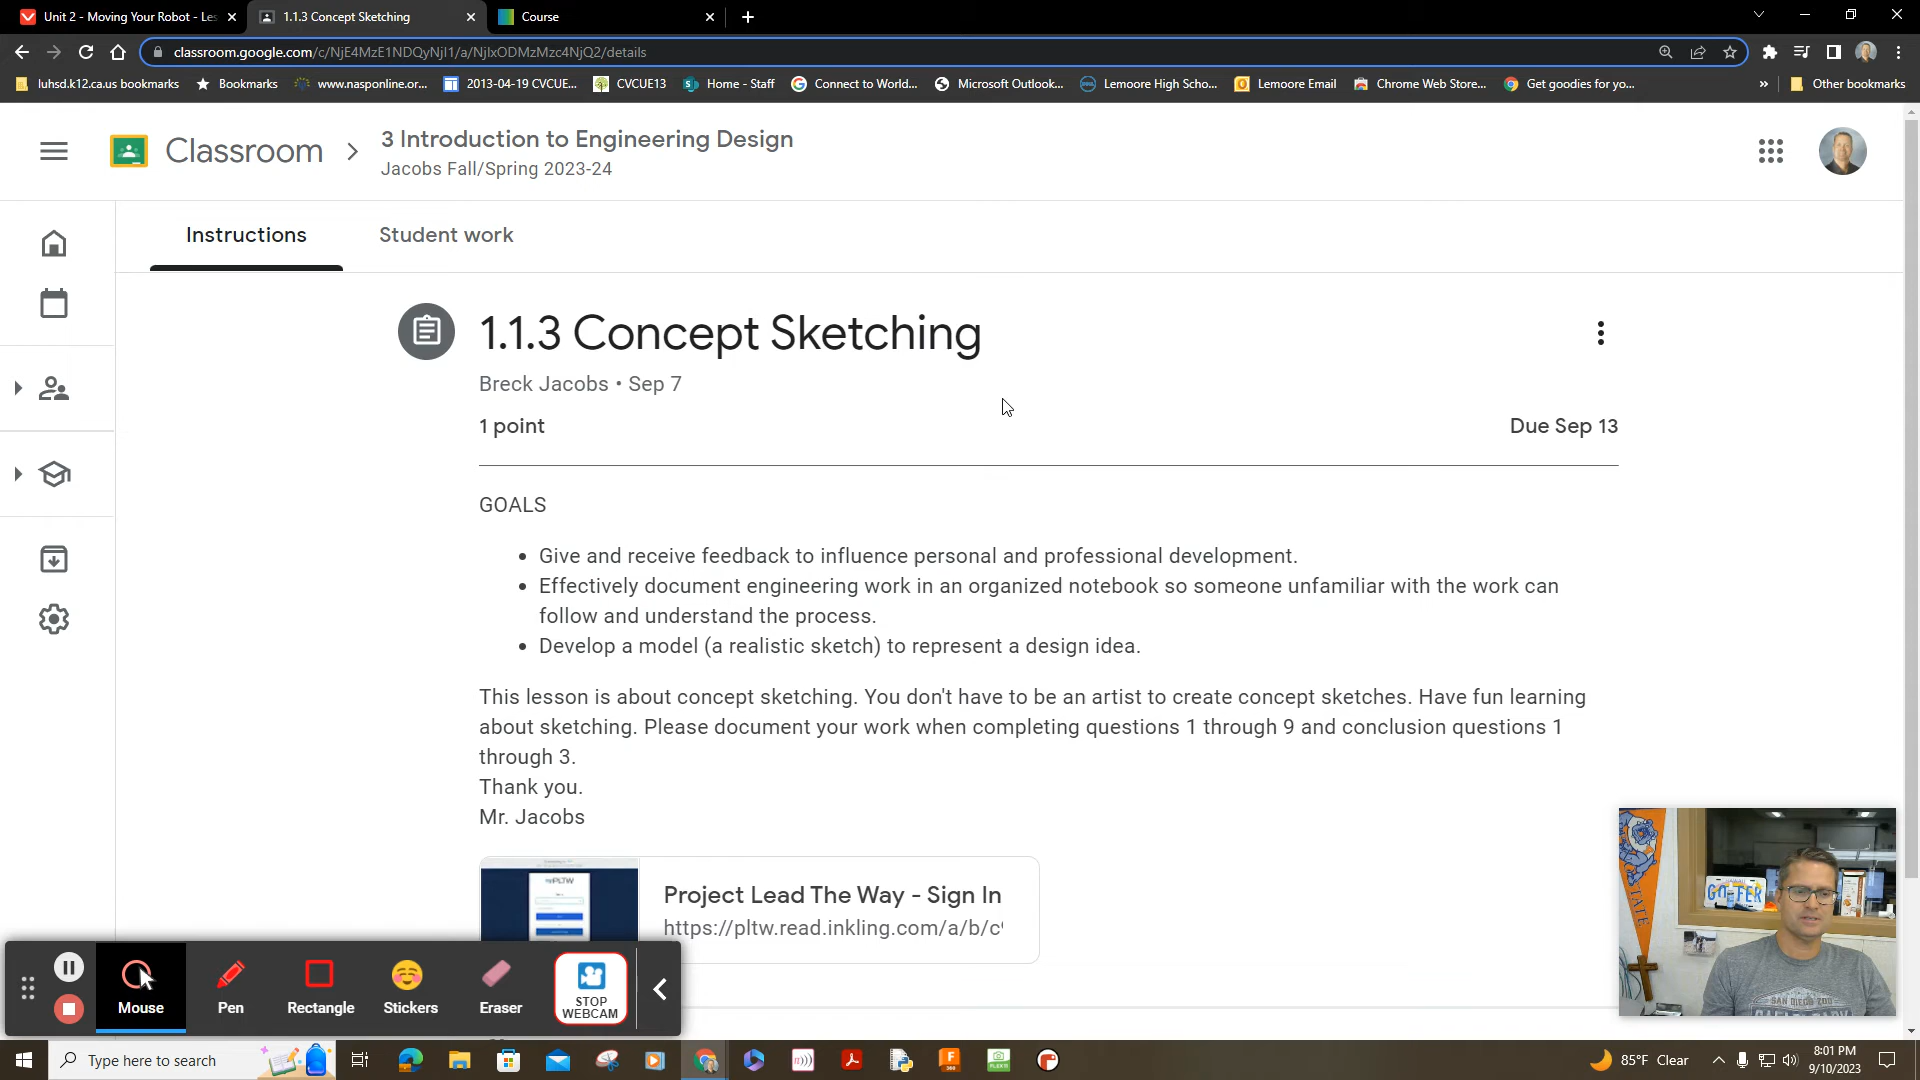 Unit 2 - Moving Your Robot - Les
1.1.3 Concept Sketching
Course
classroom.google.com/c/NjE4MzE1NDQyNjI1/a/NjIxODMzMzc4NjQ2/details
luhsd.k12.ca.us bookmarks
Bookmarks
www.nasponline.or...
2013-04-19 CVCUE...
CVCUE13
Home - Staff
Connect to World...
Microsoft Outlook...
Lemoore High Scho...
Lemoore Email
Chrome Web Store...
Get goodies for yo...
»
Other bookmarks
Classroom
3 Introduction to Engineering Design
Jacobs Fall/Spring 2023-24
Instructions
Student work
1.1.3 Concept Sketching
Breck Jacobs • Sep 7
1 point
Due Sep 13
GOALS
• Give and receive feedback to influence personal and professional development.
• Effectively document engineering work in an organized notebook so someone unfamiliar with the work can
follow and understand the process.
• Develop a model (a realistic sketch) to represent a design idea.
This lesson is about concept sketching. You don't have to be an artist to create concept sketches. Have fun learning
about sketching. Please document your work when completing questions 1 through 9 and conclusion questions 1
through 3.
Thank you.
Mr. Jacobs
PLTW
Project Lead The Way - Sign In
https://pltw.read.inkling.com/a/b/c
STATE
SAN DIEGO ZOO
Mouse
Pen
Rectangle
Stickers
Eraser
STOP
WEBCAM
Type here to search
85°F Clear
8:01 PM
9/10/2023